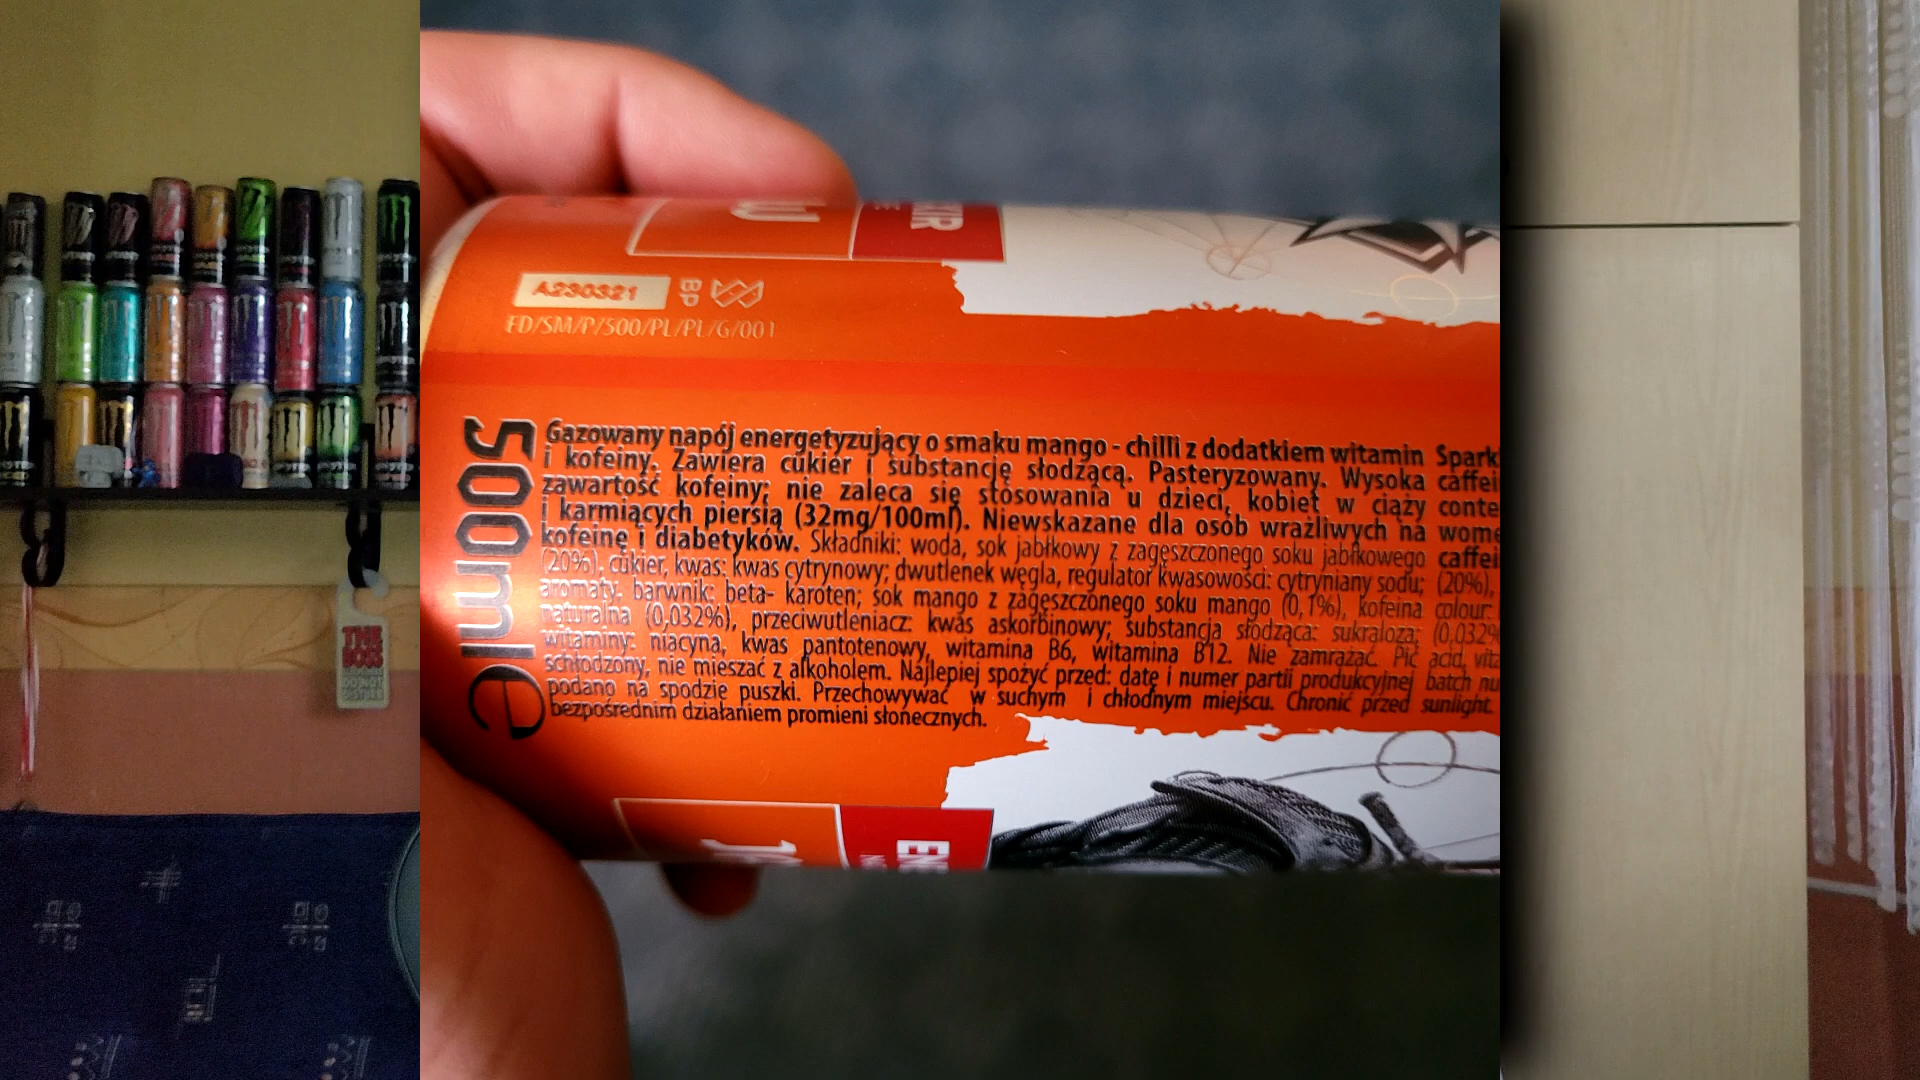 A230321
BP
FD/SM/P/500/PL/PL/G/001
500ml e
Gazowany napój energetyzujący o smaku mango - chilli z dodatkiem witamin
i kofeiny. Zawiera cukier i substancję słodzącą. Pasteryzowany. Wysoka
zawartość kofeiny; nie zaleca się stosowania u dzieci, kobiet w ciąży
i karmiących piersią (32mg/100ml). Niewskazane dla osób wrażliwych na
kofeinę i diabetyków. Składniki: woda, sok jabłkowy z zagęszczonego soku jabłkowego
(20%), cukier, kwas: kwas cytrynowy; dwutlenek węgla, regulator kwasowości: cytryniany sodu;
aromaty, barwnik: beta- karoten; sok mango z zagęszczonego soku mango (0,1%), kofeina
naturalna (0,032%), przeciwutleniacz: kwas askorbinowy; substancja słodząca: sukraloza;
witaminy: niacyna, kwas pantotenowy, witamina B6, witamina B12. Nie zamrażać. Pić
schłodzony, nie mieszać z alkoholem. Najlepiej spożyć przed: datę i numer partii produkcyjnej
podano na spodzie puszki. Przechowywać w suchym i chłodnym miejscu. Chronić przed
bezpośrednim działaniem promieni słonecznych.
(20%),
colour:
(0,032%
acid, vita
batch nu
sunlight.
THE
BOSS
DO NOT
DISTURB